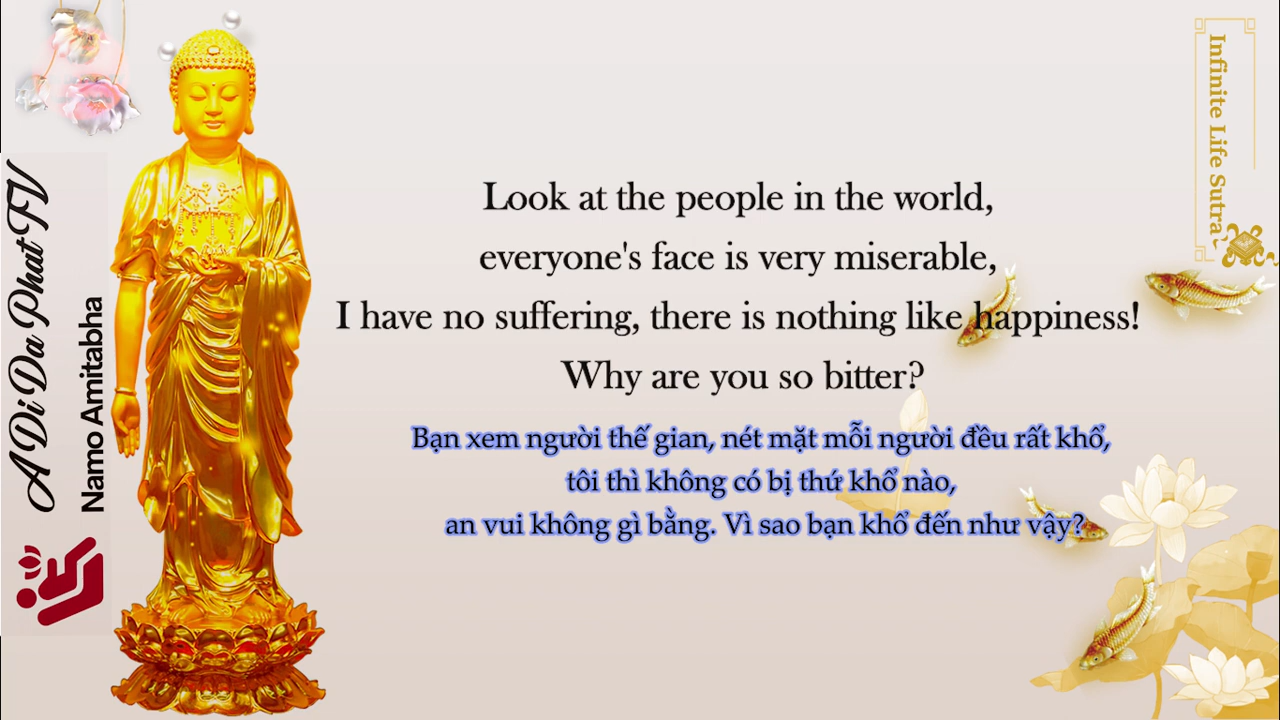 A Di Da Phat TV
Namo Amitabha
Infinite Life Sutra
Look at the people in the world,
everyone's face is very miserable,
I have no suffering, there is nothing like happiness!
Why are you so bitter?
Bạn xem người thế gian, nét mặt mỗi người đều rất khổ,
tôi thì không có bị thứ khổ nào,
an vui không gì bằng. Vì sao bạn khổ đến như vậy?